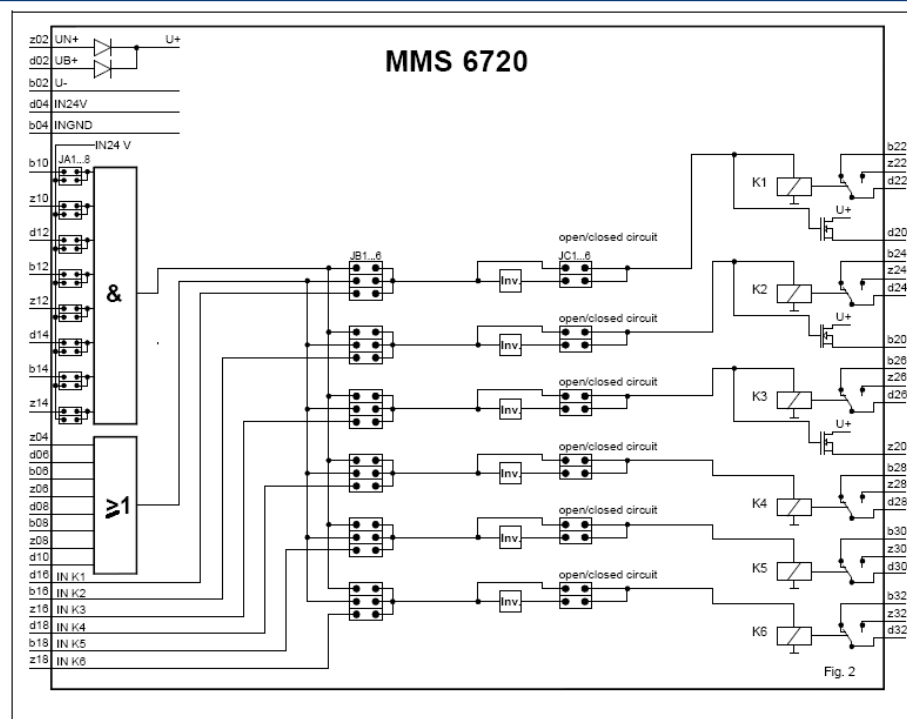 MMS 6720
z02 UN+ U+
d02 UB+
b02 U-
d04 IN24V
b04 INGND
IN24 V
b10 JA1...8
z10
d12
b12
z12
d14
b14
z14
&
z04
d06
b06
z06
d08
b08
z08
d10
≥1
d16 IN K1
b16 IN K2
z16 IN K3
d18 IN K4
b18 IN K5
z18 IN K6
JB1...6
Inv.
open/closed circuit
JC1...6
Inv.
open/closed circuit
Inv.
open/closed circuit
Inv.
open/closed circuit
Inv.
open/closed circuit
Inv.
open/closed circuit
K1
b22
z22
d22
U+
d20
K2
b24
z24
d24
U+
b20
K3
b26
z26
d26
U+
z20
K4
b28
z28
d28
K5
b30
z30
d30
K6
b32
z32
d32
Fig. 2